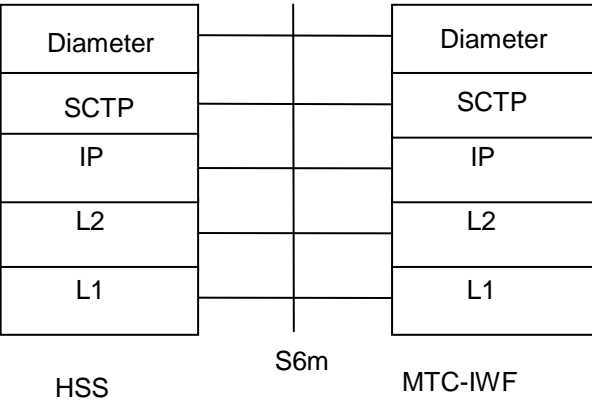 Diameter
Diameter
SCTP
SCTP
IP
IP
L2
L2
L1
L1
S6m
HSS
MTC-IWF